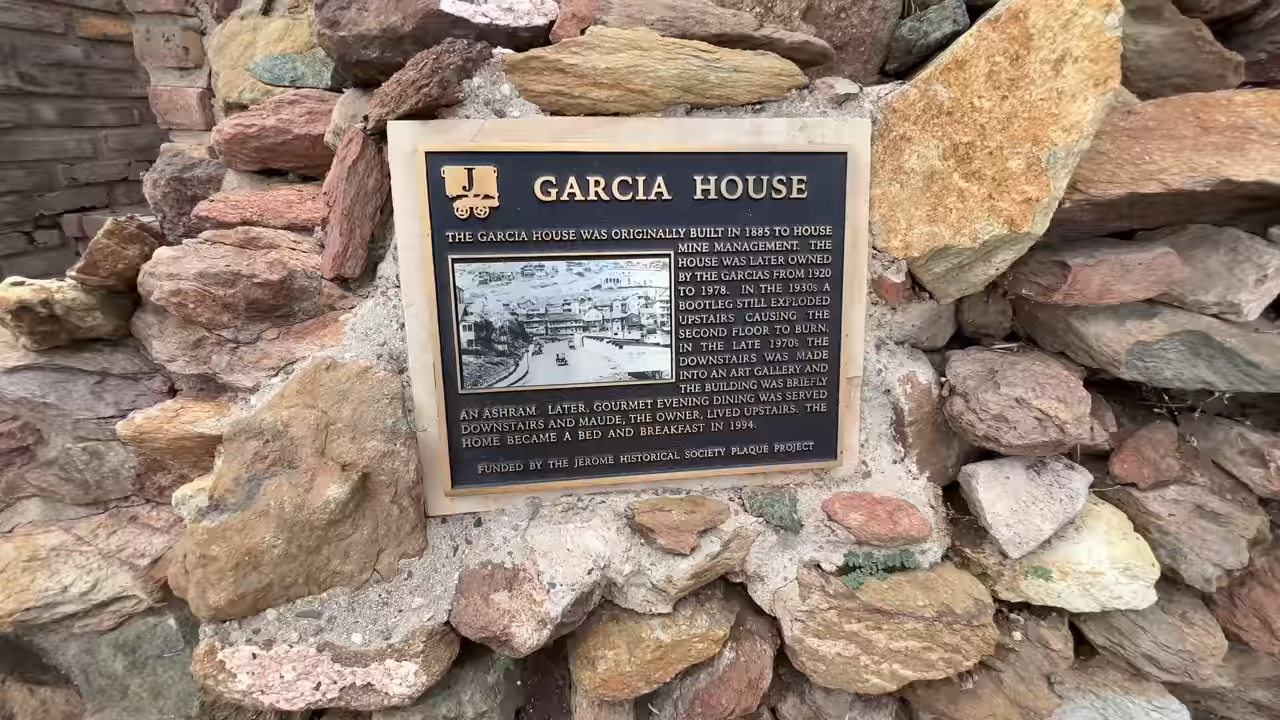 J
GARCIA HOUSE
THE GARCIA HOUSE WAS ORIGINALLY BUILT IN 1885 TO HOUSE
MINE MANAGEMENT. THE
HOUSE WAS LATER OWNED
BY THE GARCIAS FROM 1920
TO 1978. IN THE 1930s A
BOOTLEG STILL EXPLODED
UPSTAIRS CAUSING THE
SECOND FLOOR TO BURN.
IN THE LATE 1970s THE
DOWNSTAIRS WAS MADE
INTO AN ART GALLERY AND
THE BUILDING WAS BRIEFLY
AN ASHRAM. LATER, GOURMET EVENING DINING WAS SERVED
DOWNSTAIRS AND MAUDE, THE OWNER, LIVED UPSTAIRS. THE
HOME BECAME A BED AND BREAKFAST IN 1994.
FUNDED BY THE JEROME HISTORICAL SOCIETY PLAQUE PROJECT